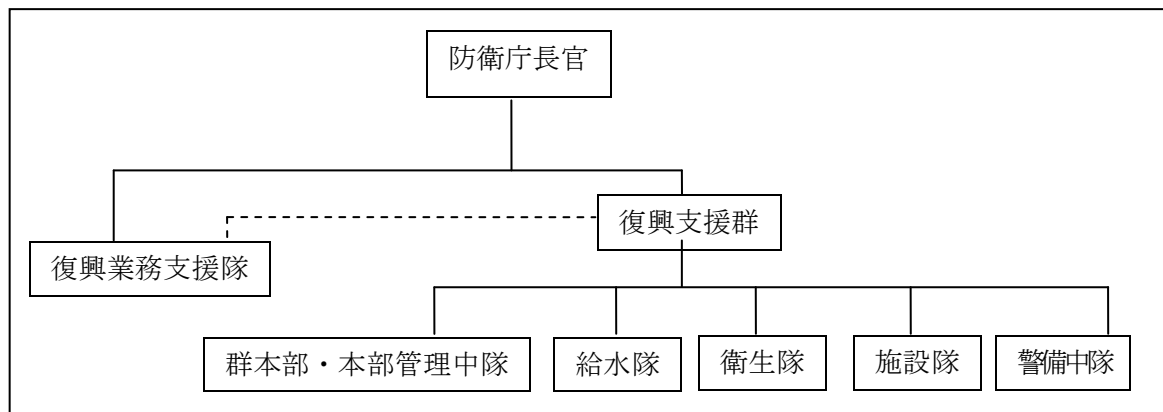 防衛庁長官
復興支援群
復興業務支援隊
群本部・本部管理中隊
給水隊
衛生隊
施設隊
警備中隊